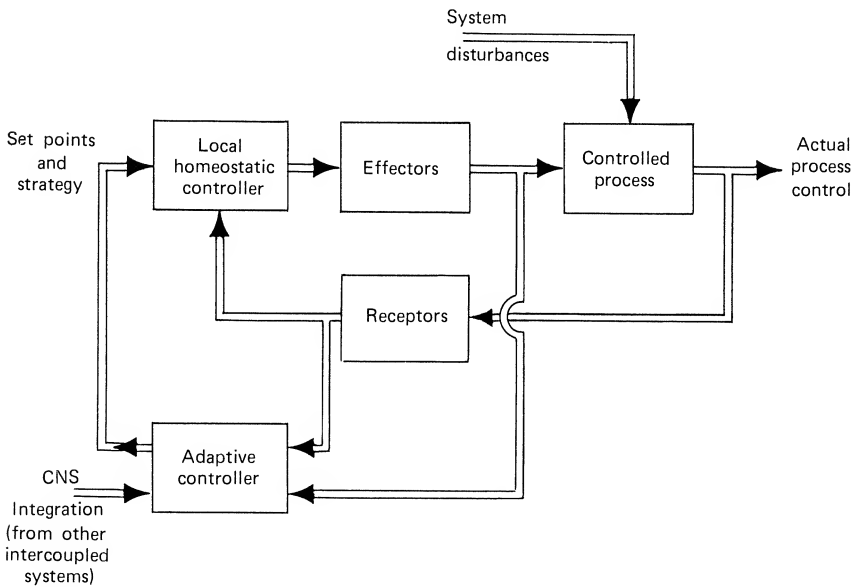 System
disturbances
Set points
and
strategy
Local
homeostatic
controller
Effectors
Controlled
process
Actual
process
control
Receptors
Adaptive
controller
CNS
Integration
(from other
intercoupled
systems)